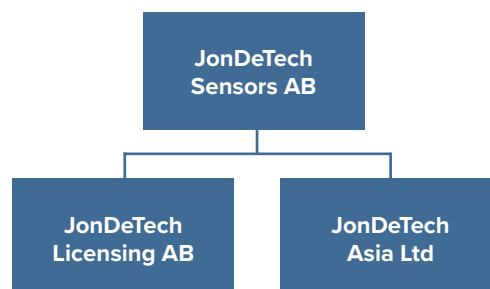 JonDeTech
Sensors AB
JonDeTech
Licensing AB
JonDeTech
Asia Ltd